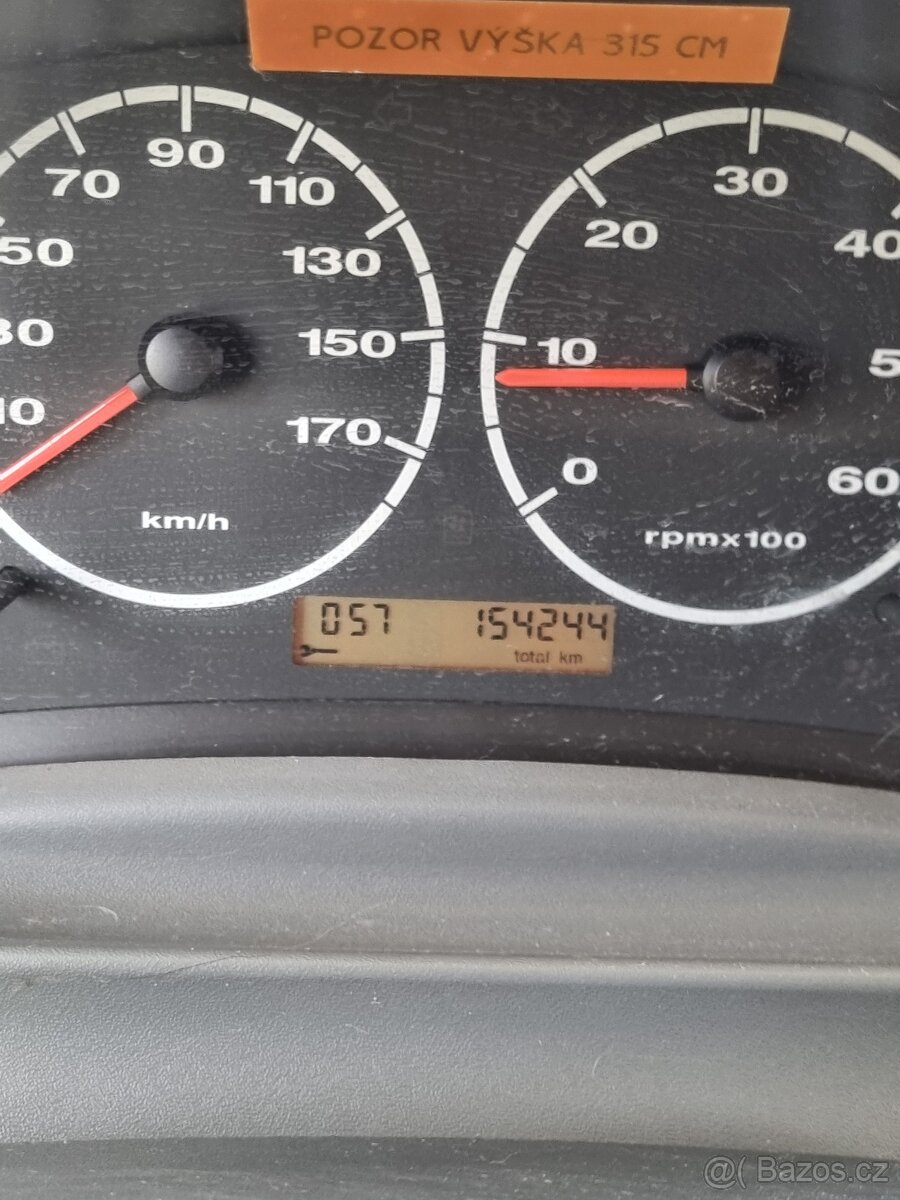 POZOR VÝŠKA 315 CM
50 70 90 110 130 150 170
km/h
0 10 20 30 40 60
rpmx100
057 154244
total km
@( Bazos.cz